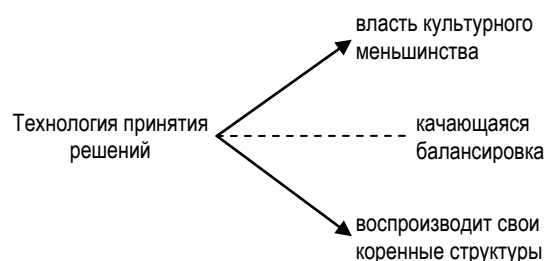 власть культурного
меньшинства
Технология принятия
решений
качающаяся
балансировка
воспроизводит свои
коренные структуры